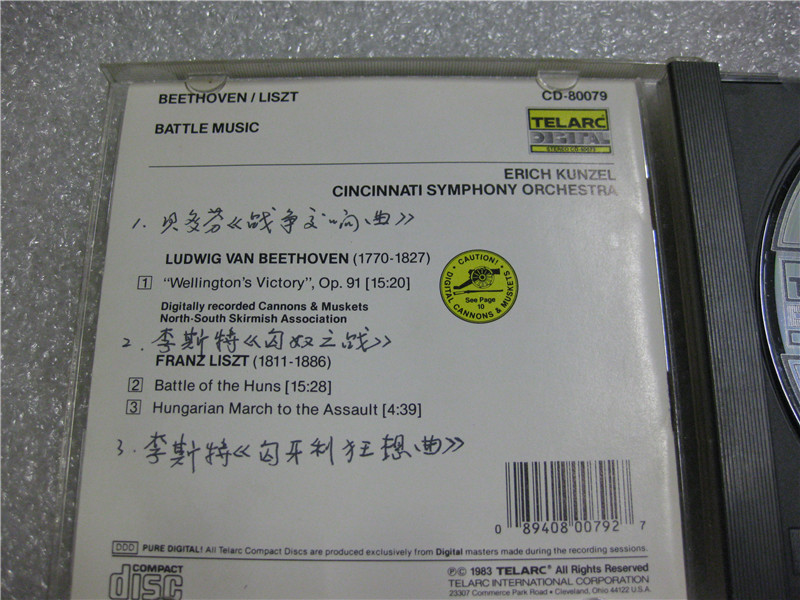 BEETHOVEN / LISZT
CD-80079
BATTLE MUSIC
TELARC
DIGITAL
STEREO CD-80079
ERICH KUNZEL
CINCINNATI SYMPHONY ORCHESTRA
1. 贝多芬《战争交响曲》
LUDWIG VAN BEETHOVEN (1770-1827)
1 "Wellington's Victory", Op. 91 [15:20]
Digitally recorded Cannons & Muskets
North-South Skirmish Association
• CAUTION! •
DIGITAL CANNONS & MUSKETS
See Page
10
2. 李斯特《匈奴之战》
FRANZ LISZT (1811-1886)
2 Battle of the Huns [15:28]
3 Hungarian March to the Assault [4:39]
3. 李斯特《匈牙利狂想曲》
0 89408 00792 7
DDD PURE DIGITAL! All Telarc Compact Discs are produced exclusively from Digital masters made during the recording sessions.
COMPACT
disc
℗© 1983 TELARC® All Rights Reserved
TELARC INTERNATIONAL CORPORATION
23307 Commerce Park Road • Cleveland, Ohio 44122 U.S.A.